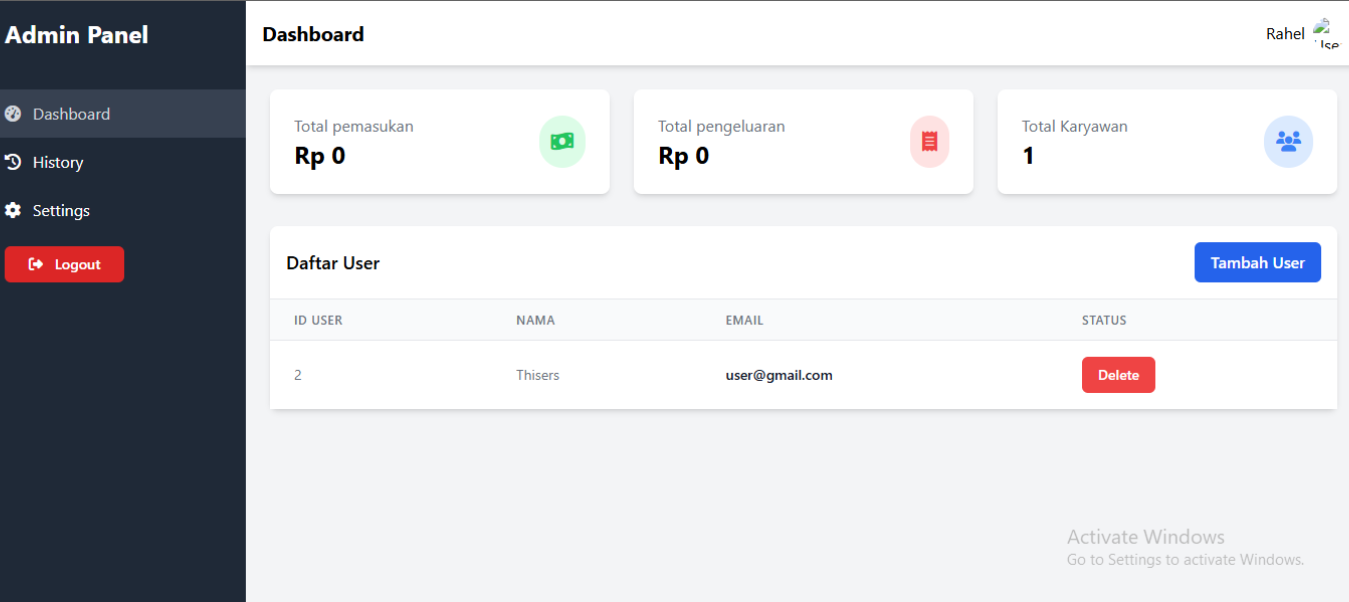 Admin Panel
Dashboard
Rahel
Dashboard
History
Settings
Logout
Total pemasukan
Rp 0
Total pengeluaran
Rp 0
Total Karyawan
1
Daftar User
Tambah User
ID USER NAMA EMAIL STATUS
2 Thisers user@gmail.com Delete
Activate Windows
Go to Settings to activate Windows.